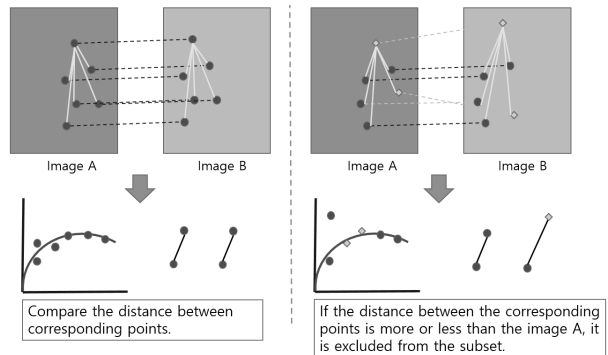 Image A
Image B
Compare the distance between
corresponding points.
Image A
Image B
If the distance between the corresponding
points is more or less than the image A, it
is excluded from the subset.